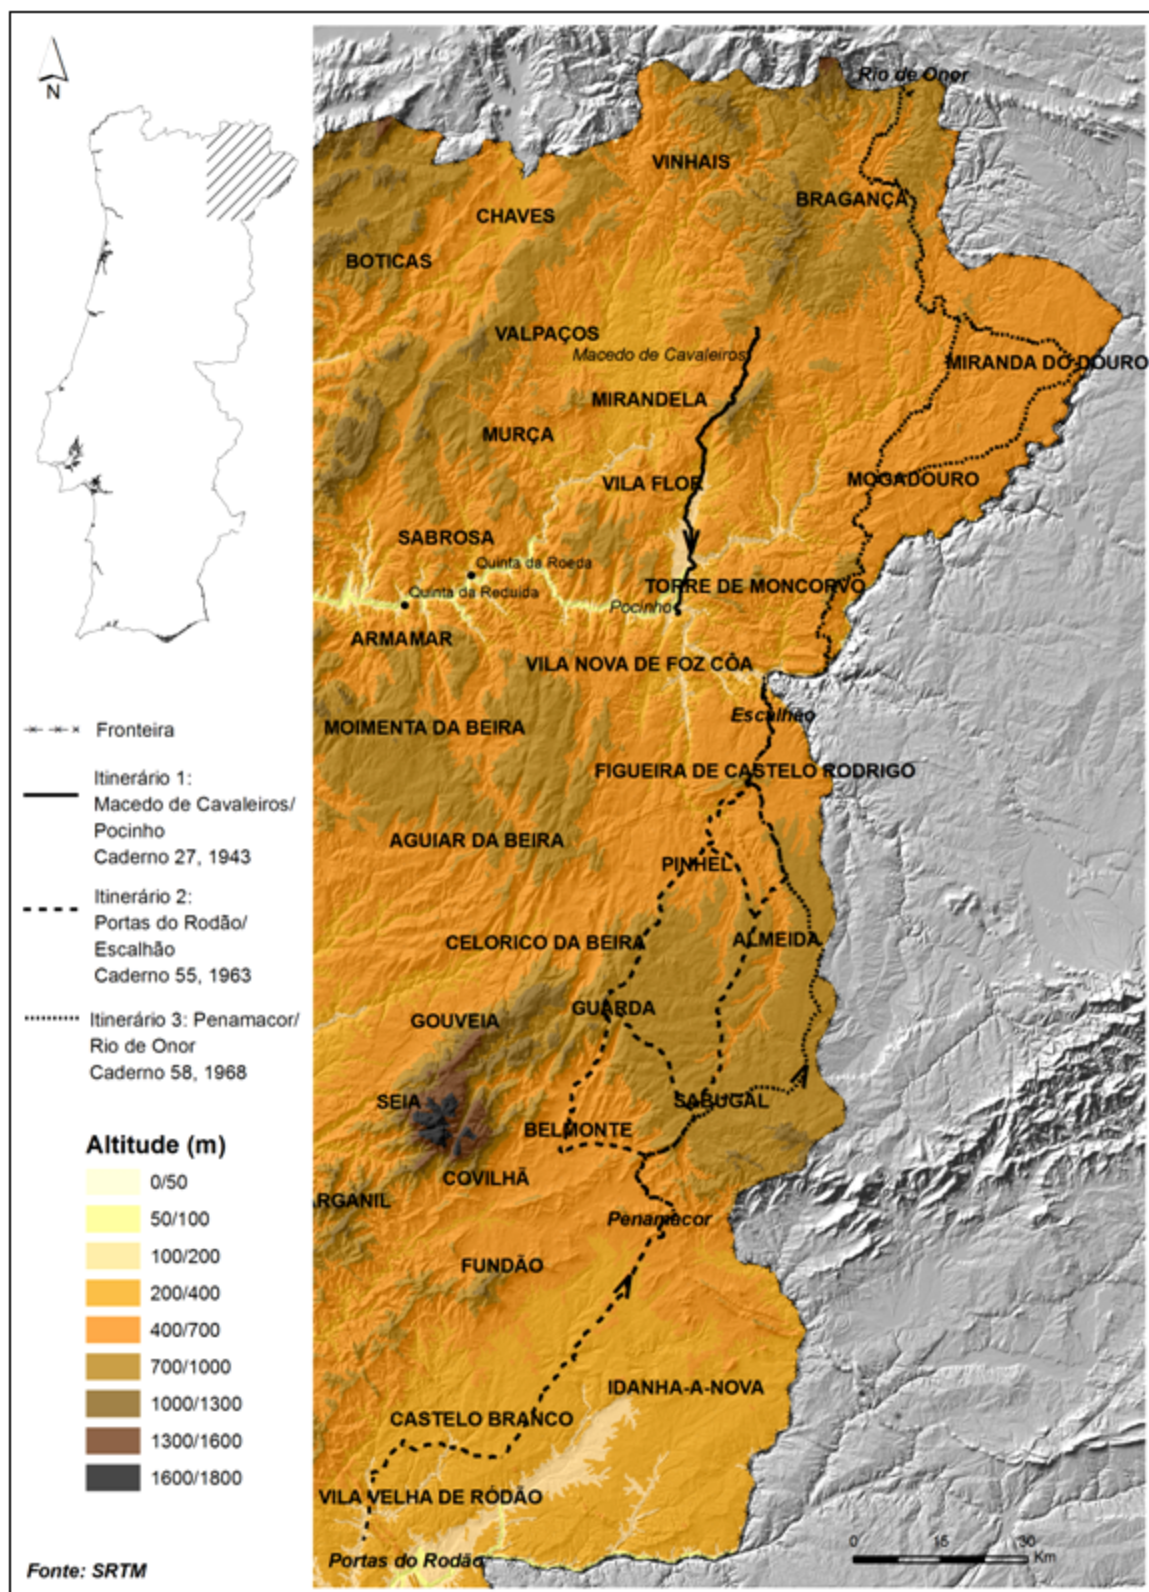 N
Fronteira
Itinerário 1:
Macedo de Cavaleiros/
Pocinho
Caderno 27, 1943
Itinerário 2:
Portas do Rodão/
Escalhão
Caderno 55, 1963
Itinerário 3: Penamacor/
Rio de Onor
Caderno 58, 1968
Altitude (m)
0/50
50/100
100/200
200/400
400/700
700/1000
1000/1300
1300/1600
1600/1800
Fonte: SRTM
Rio de Onor
VINHAIS
BRAGANÇA
CHAVES
BOTICAS
VALPAÇOS
Macedo de Cavaleiros
MIRANDA DO DOURO
MIRANDELA
MURÇA
VILA FLOR
MOGADOURO
SABROSA
Quinta da Roeda
TORRE DE MONCORVO
Quinta da Reduida
Pocinho
ARMAMAR
VILA NOVA DE FOZ CÔA
Escalhão
MOIMENTA DA BEIRA
FIGUEIRA DE CASTELO RODRIGO
AGUIAR DA BEIRA
PINHEL
CELORICO DA BEIRA
ALMEIDA
GUARDA
GOUVEIA
SEIA
SABUGAL
BELMONTE
COVILHÃ
ARGANIL
Penamacor
FUNDÃO
IDANHA-A-NOVA
CASTELO BRANCO
VILA VELHA DE RÓDÃO
Portas do Rodão
0 15 30
Km